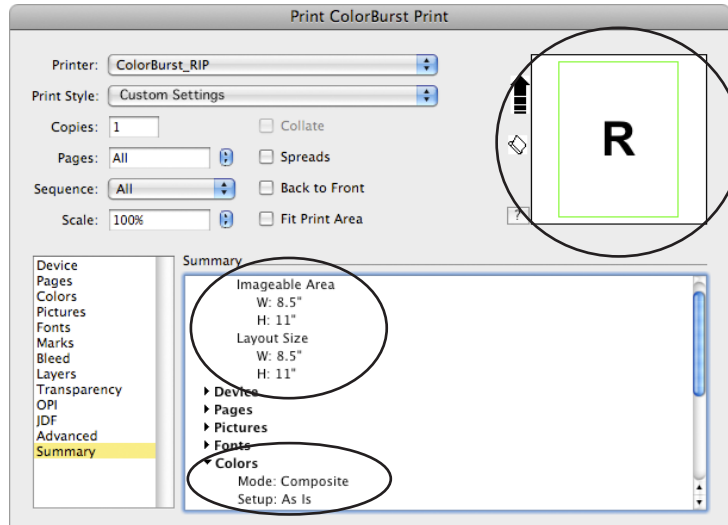 Print ColorBurst Print
Printer: ColorBurst_RIP
Print Style: Custom Settings
Copies: 1 Collate
Pages: All Spreads
Sequence: All Back to Front
Scale: 100% Fit Print Area
R
?
Device
Pages
Colors
Pictures
Fonts
Marks
Bleed
Layers
Transparency
OPI
JDF
Advanced
Summary
Summary
Imageable Area
W: 8.5"
H: 11"
Layout Size
W: 8.5"
H: 11"
Device
Pages
Pictures
Fonts
Colors
Mode: Composite
Setup: As Is